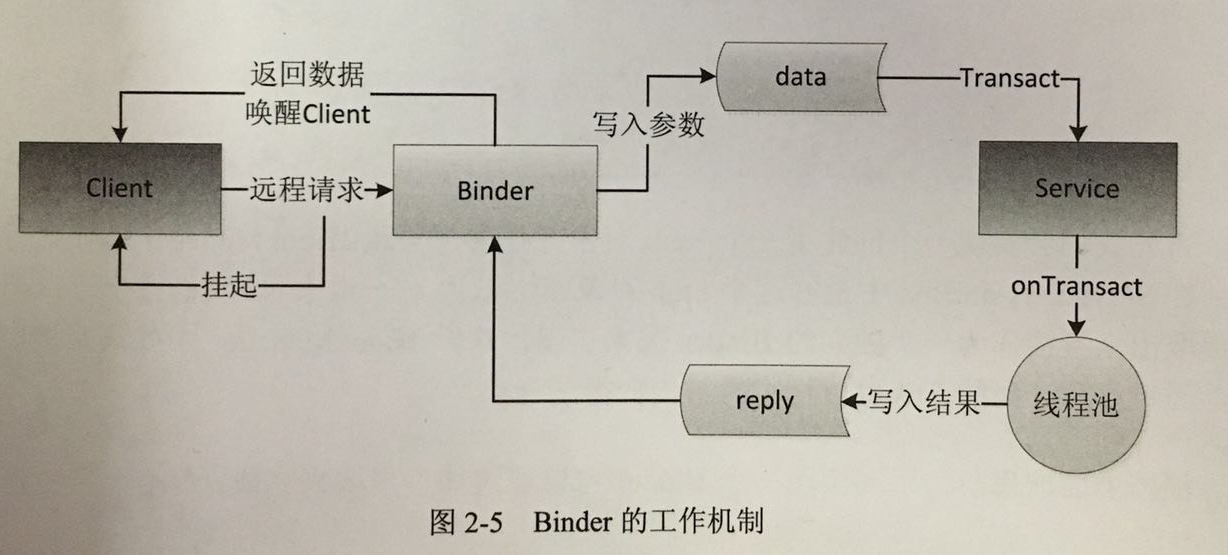 返回数据
唤醒Client
Client
远程请求
挂起
Binder
写入参数
data
Transact
Service
onTransact
线程池
写入结果
reply
图 2-5 Binder 的工作机制